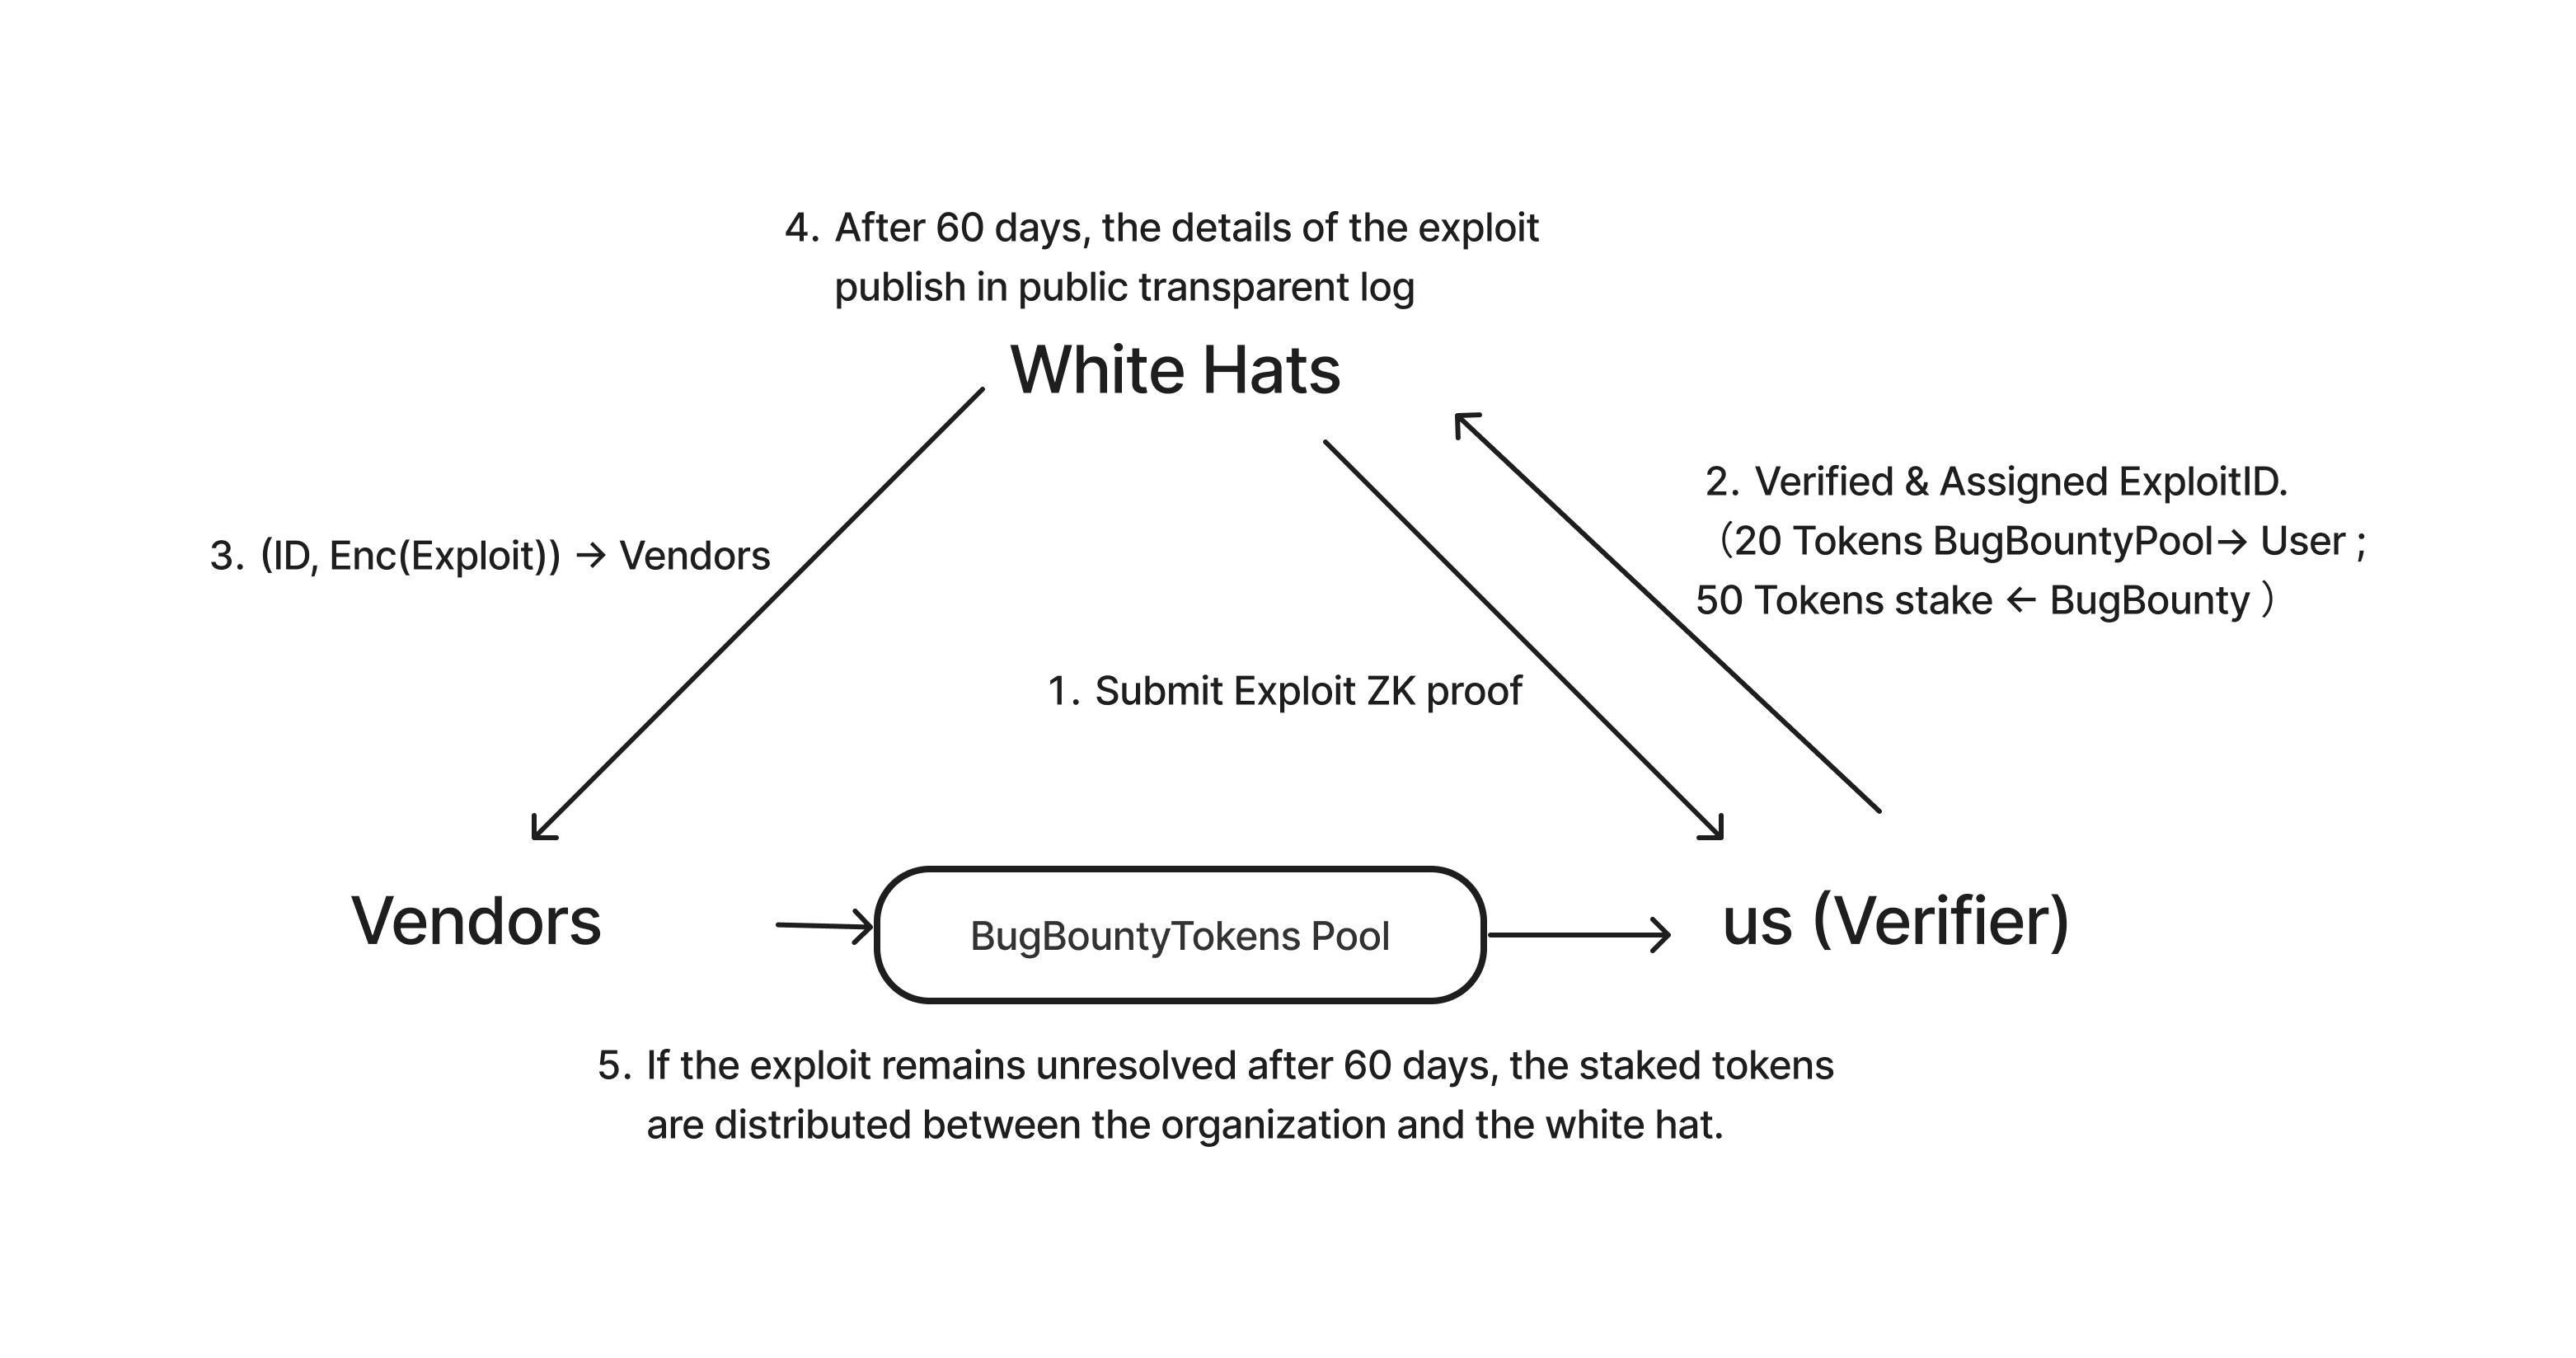 4. After 60 days, the details of the exploit
publish in public transparent log
White Hats
2. Verified & Assigned ExploitID.
（20 Tokens BugBountyPool→ User ;
50 Tokens stake ← BugBounty ）
3. (ID, Enc(Exploit)) → Vendors
1. Submit Exploit ZK proof
Vendors
BugBountyTokens Pool
us (Verifier)
5. If the exploit remains unresolved after 60 days, the staked tokens
are distributed between the organization and the white hat.